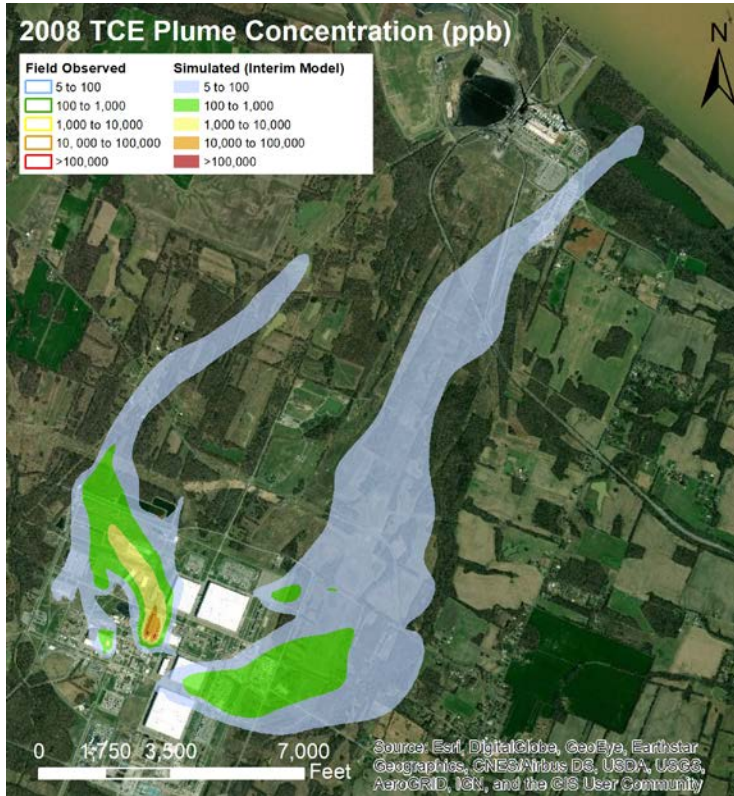 2008 TCE Plume Concentration (ppb)
N
Field Observed
5 to 100
100 to 1,000
1,000 to 10,000
10, 000 to 100,000
>100,000
Simulated (Interim Model)
5 to 100
100 to 1,000
1,000 to 10,000
10,000 to 100,000
>100,000
0 1,750 3,500 7,000
Feet
Source: Esri, DigitalGlobe, GeoEye, Earthstar
Geographics, CNES/Airbus DS, USDA, USGS,
AeroGRID, IGN, and the GIS User Community